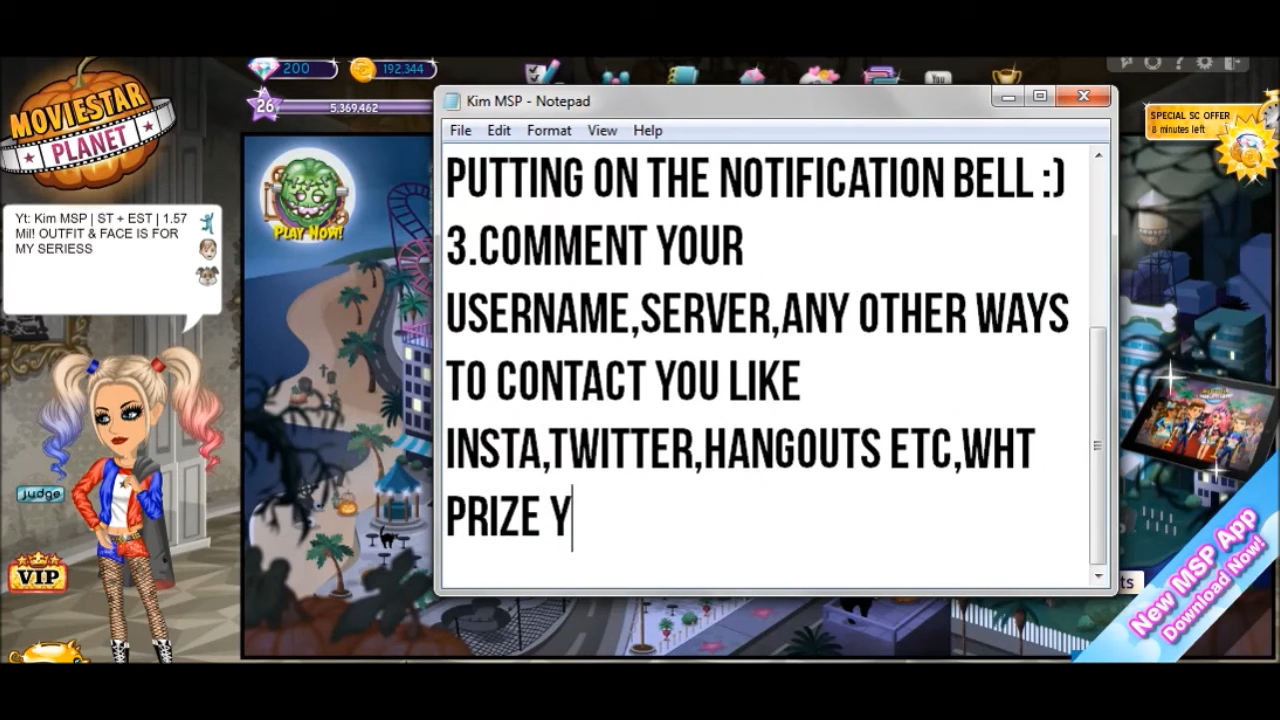 MOVIESTAR
PLANET
200
192,344
26
5,369,462
You
SPECIAL SC OFFER
8 minutes left
Yt: Kim MSP | ST + EST | 1.57
Mil! OUTFIT & FACE IS FOR
MY SERIESS
PLAY NOW!
judge
VIP
Kim MSP - Notepad
File Edit Format View Help
PUTTING ON THE NOTIFICATION BELL :)
3.COMMENT YOUR
USERNAME,SERVER,ANY OTHER WAYS
TO CONTACT YOU LIKE
INSTA,TWITTER,HANGOUTS ETC,WHT
PRIZE Y
ts
New MSP App
Download Now!